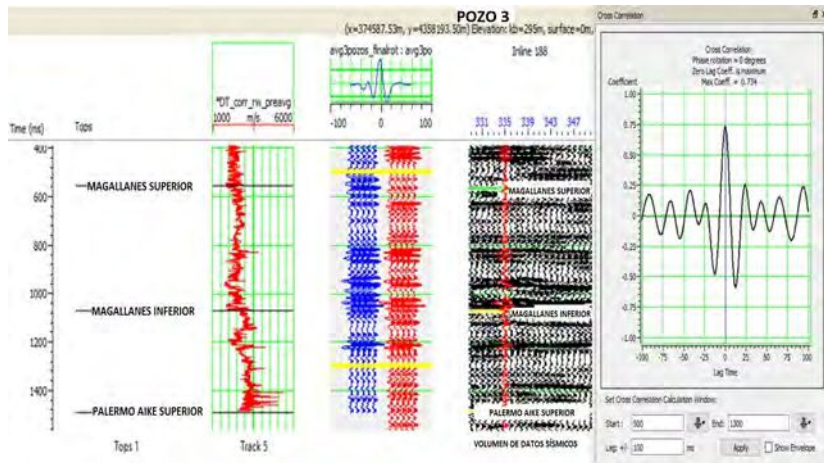 POZO 3
(x=374587.53m, y=4358193.50m) Elevation: kb=295m, surface=0m,
avg3pozos_finalrot : avg3po
Inline 188
*DT_corr_rw_preavg
1000 m/s 6000
-100 0 100
331 335 339 343 347
Time (ms)
Tops
400
600
800
1000
1200
1400
MAGALLANES SUPERIOR
MAGALLANES INFERIOR
PALERMO AIKE SUPERIOR
MAGALLANES SUPERIOR
MAGALLANES INFERIOR
PALERMO AIKE SUPERIOR
Tops 1
Track 5
VOLUMEN DE DATOS SÍSMICOS
Cross Correlation
Cross Correlation
Phase rotation = 0 degrees
Zero Lag Coeff. is maximum
Max Coeff. = 0.734
Coefficient
1.00
0.75
0.50
0.25
0
-0.25
-0.50
-0.75
-1.00
-100 -75 -50 -25 0 25 50 75 100
Lag Time
Set Cross Correlation Calculation Window:
Start: 500 End: 1300
Lag: +/- 100 ms Apply Show Envelope